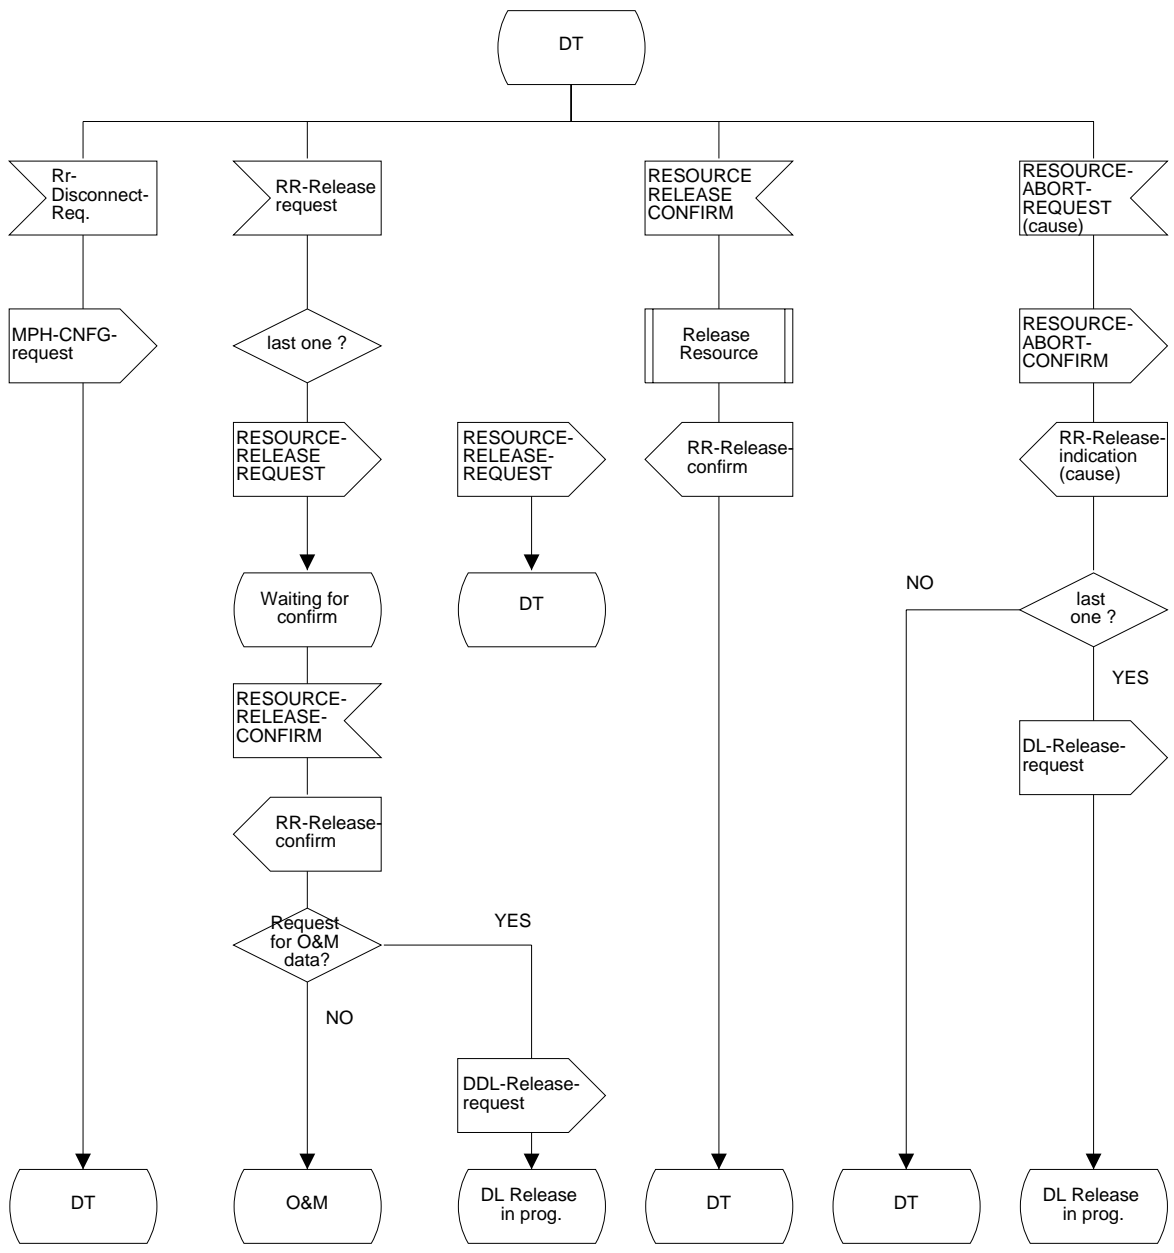 DT
Rr-
Disconnect-
Req.
RR-Release
request
RESOURCE
RELEASE
CONFIRM
RESOURCE-
ABORT-
REQUEST
(cause)
MPH-CNFG-
request
last one ?
Release
Resource
RESOURCE-
ABORT-
CONFIRM
RESOURCE-
RELEASE
REQUEST
RESOURCE-
RELEASE-
REQUEST
RR-Release-
confirm
RR-Release-
indication
(cause)
Waiting for
confirm
DT
NO
last
one ?
YES
RESOURCE-
RELEASE-
CONFIRM
DL-Release-
request
RR-Release-
confirm
Request
for O&M
data?
YES
NO
DDL-Release-
request
DT
O&M
DL Release
in prog.
DT
DT
DL Release
in prog.